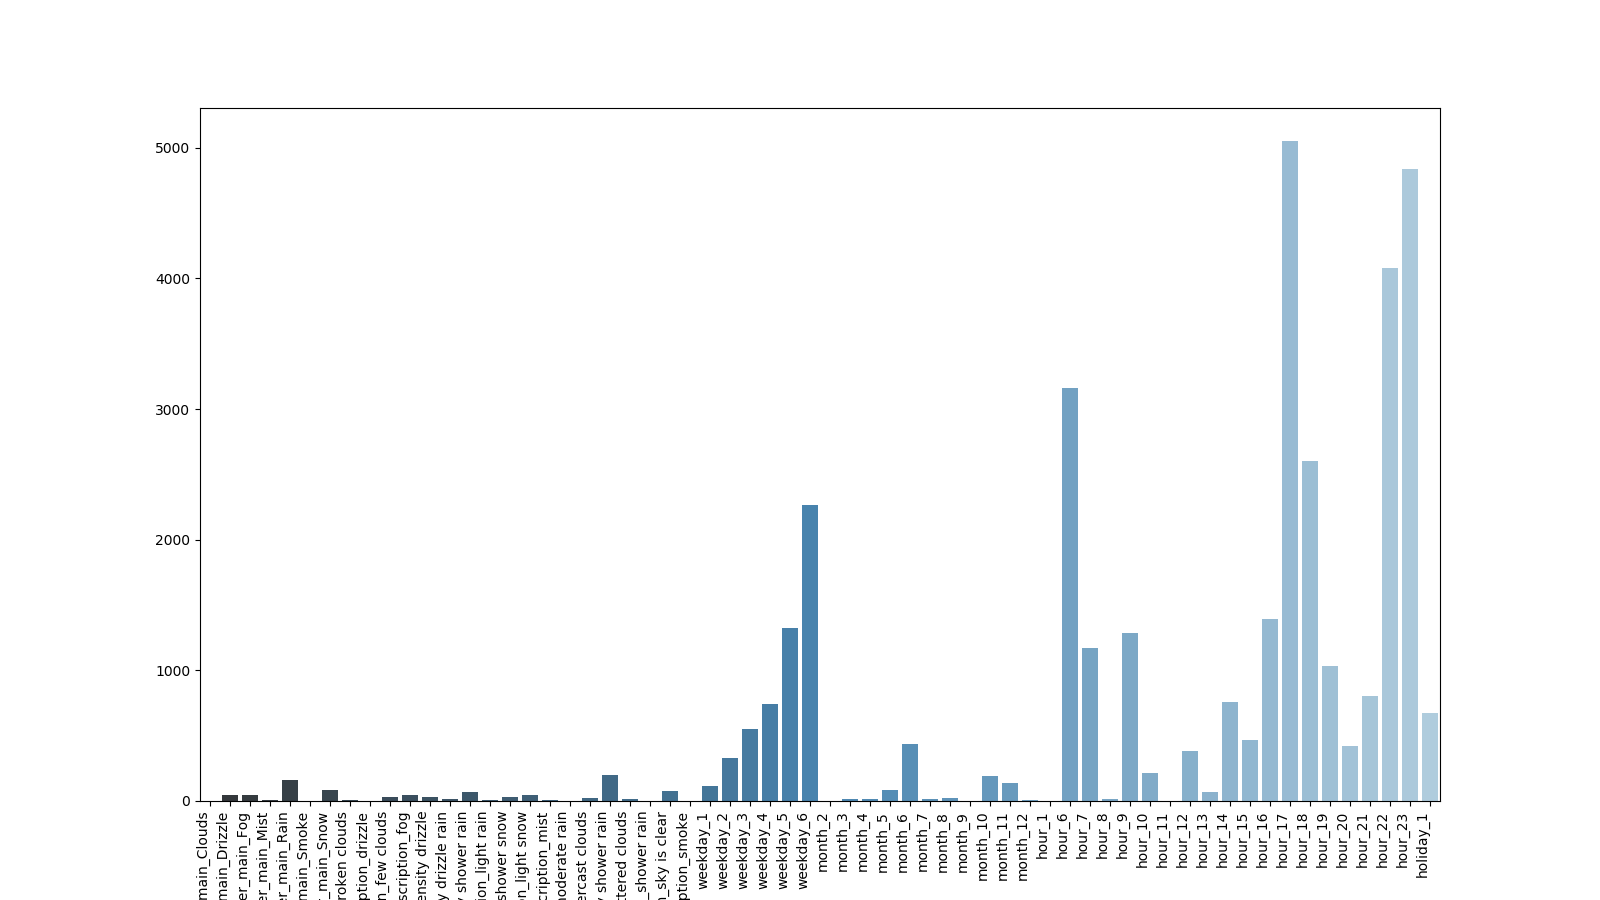 5000
4000
3000
2000
1000
0
main_Clouds
main_Drizzle
er_main_Fog
er_main_Mist
er_main_Rain
main_Smoke
r_main_Snow
roken clouds
ption_drizzle
n_few clouds
scription_fog
ensity drizzle
y drizzle rain
y shower rain
ion_light rain
shower snow
on_light snow
cription_mist
moderate rain
ercast clouds
y shower rain
ttered clouds
_shower rain
n_sky is clear
ption_smoke
weekday_1
weekday_2
weekday_3
weekday_4
weekday_5
weekday_6
month_2
month_3
month_4
month_5
month_6
month_7
month_8
month_9
month_10
month_11
month_12
hour_1
hour_6
hour_7
hour_8
hour_9
hour_10
hour_11
hour_12
hour_13
hour_14
hour_15
hour_16
hour_17
hour_18
hour_19
hour_20
hour_21
hour_22
hour_23
holiday_1